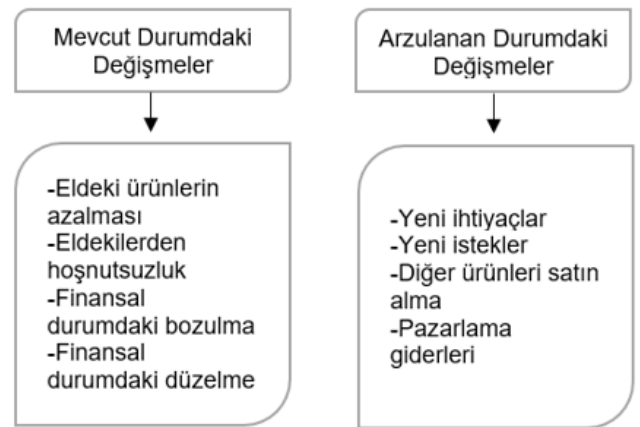 Mevcut Durumdaki
Değişmeler
-Eldeki ürünlerin
azalması
-Eldekilerden
hoşnutsuzluk
-Finansal
durumdaki bozulma
-Finansal
durumdaki düzelme
Arzulanan Durumdaki
Değişmeler
-Yeni ihtiyaçlar
-Yeni istekler
-Diğer ürünleri satın
alma
-Pazarlama
giderleri